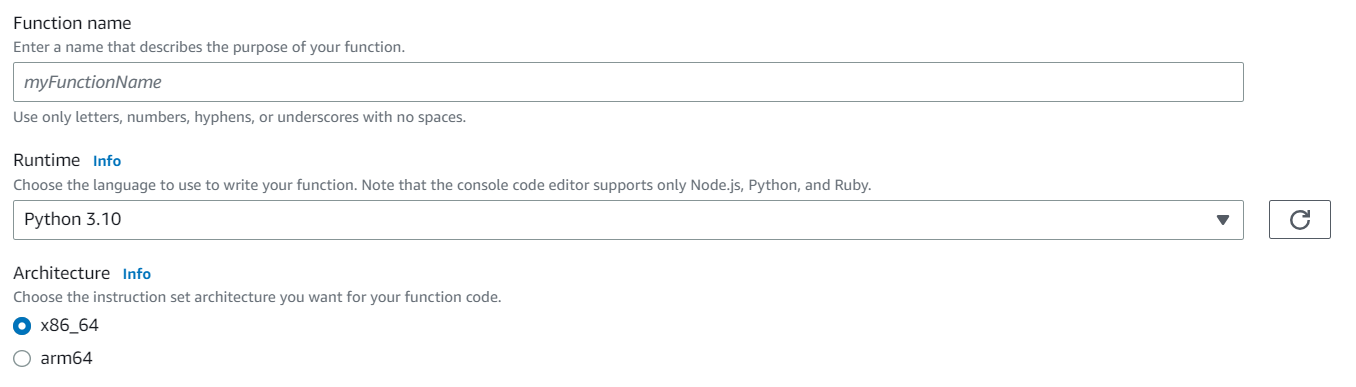 Function name
Enter a name that describes the purpose of your function.
myFunctionName
Use only letters, numbers, hyphens, or underscores with no spaces.
Runtime Info
Choose the language to use to write your function. Note that the console code editor supports only Node.js, Python, and Ruby.
Python 3.10
Architecture Info
Choose the instruction set architecture you want for your function code.
x86_64
arm64